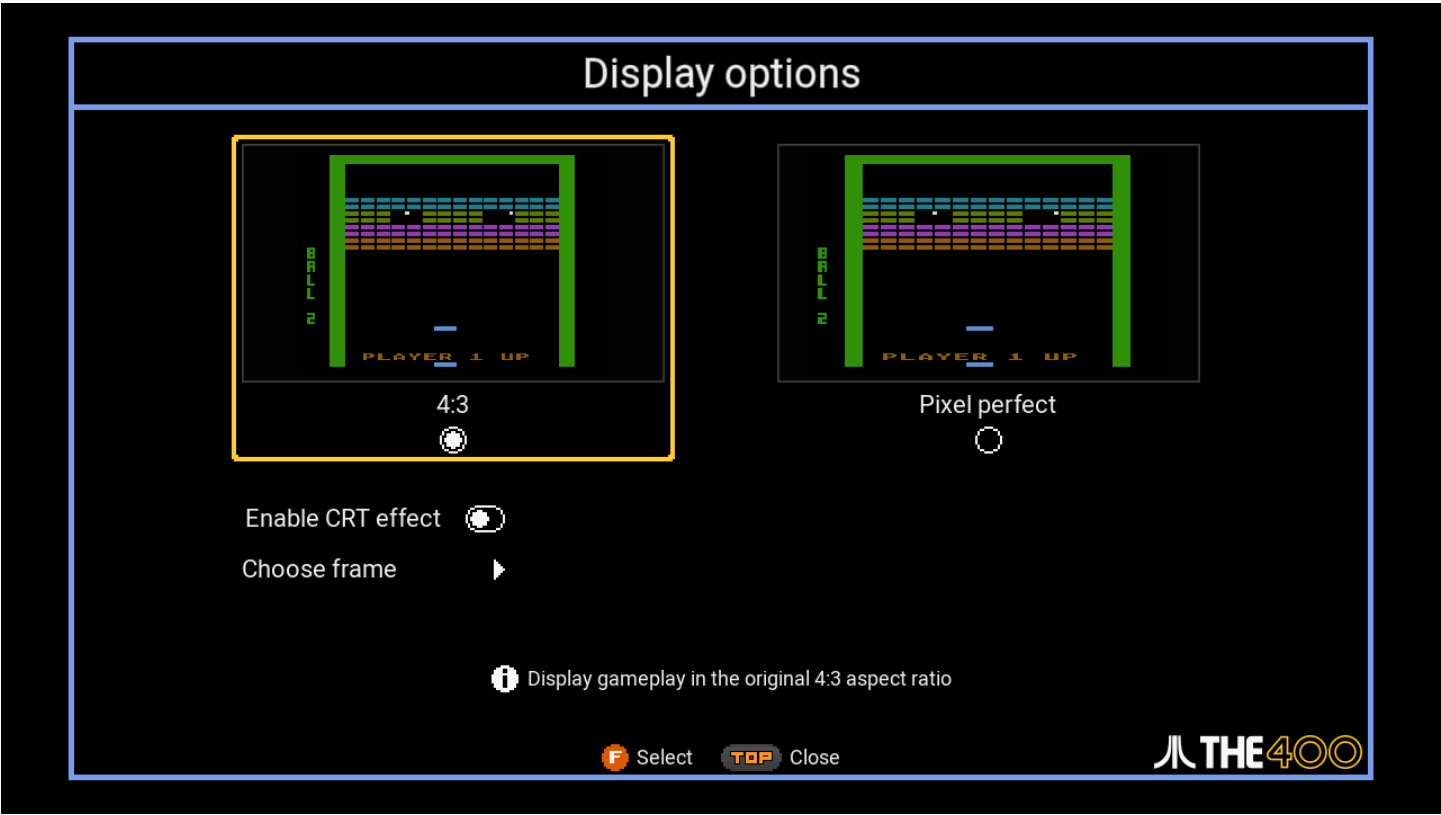 Display options
BALL 2
PLAYER 1 UP
4:3
BALL 2
PLAYER 1 UP
Pixel perfect
Enable CRT effect
Choose frame
i Display gameplay in the original 4:3 aspect ratio
F Select TOP Close
THE400